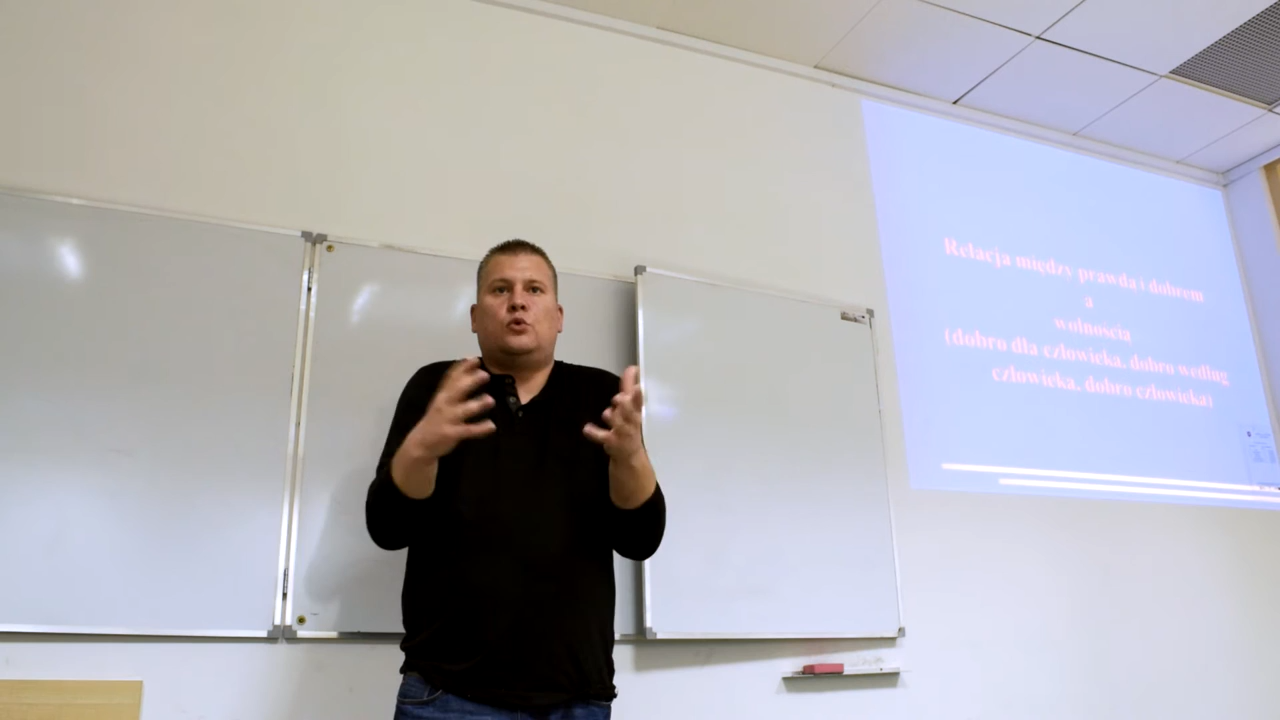 Relacja między prawdą i dobrem
a
wolnością
(dobro dla człowieka, dobro według
człowieka, dobro człowieka)